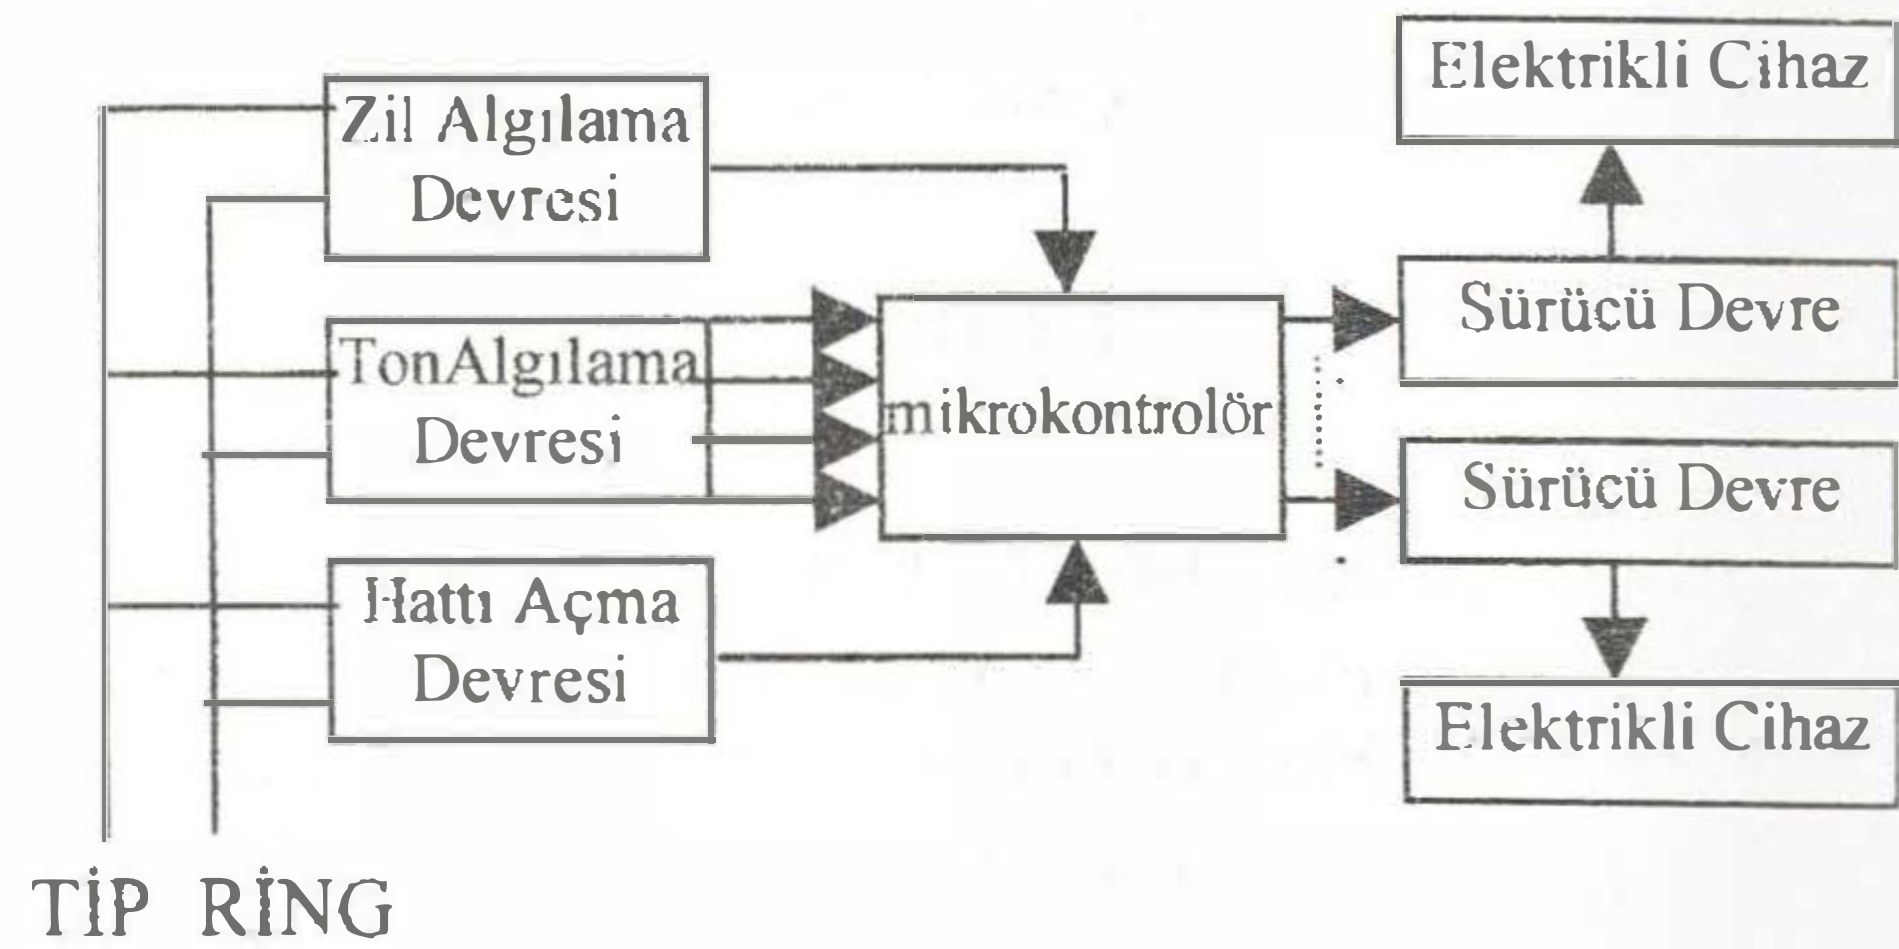 Zil Algılama
Devresi
TonAlgılama
Devresi
Hattı Açma
Devresi
mikrokontrolör
Elektrikli Cihaz
Sürücü Devre
Sürücü Devre
Elektrikli Cihaz
TİP RİNG